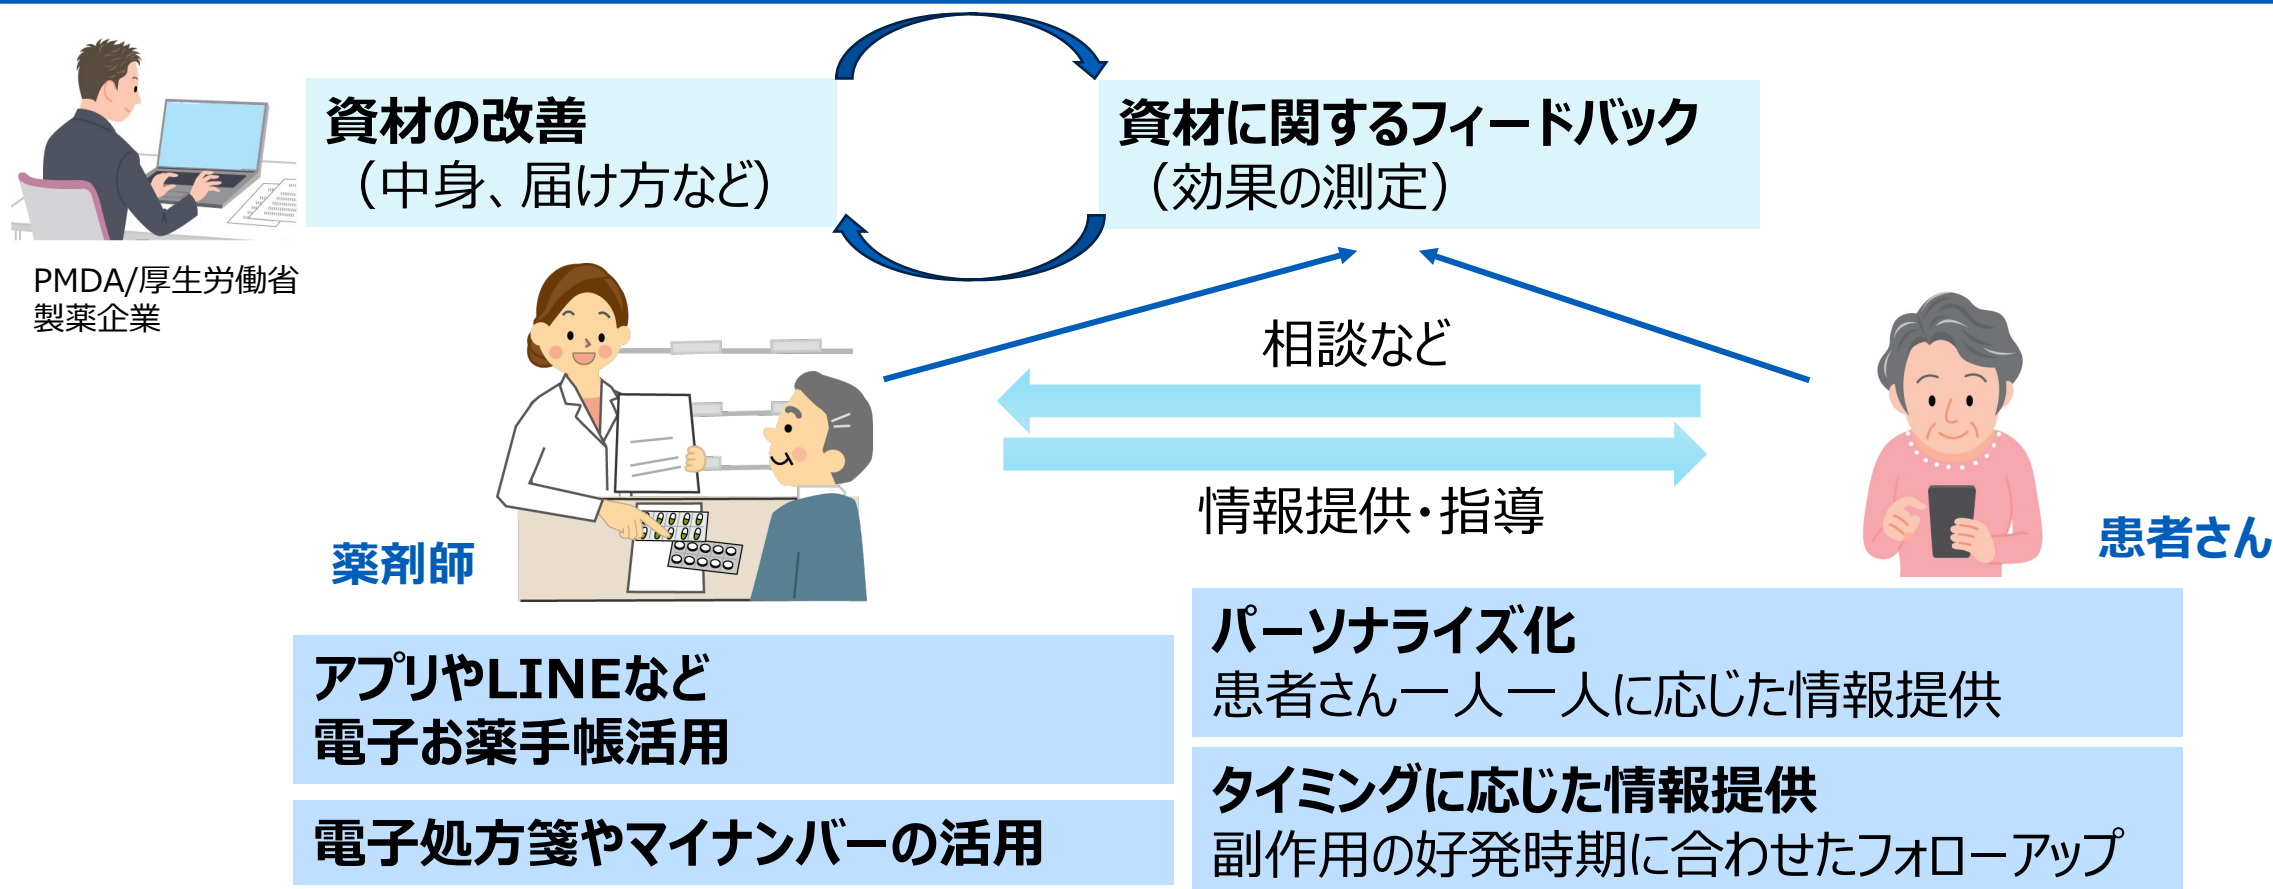 資材の改善
（中身、届け方など）
資材に関するフィードバック
（効果の測定）
PMDA/厚生労働省
製薬企業
相談など
情報提供・指導
薬剤師
患者さん
アプリやLINEなど
電子お薬手帳活用
電子処方箋やマイナンバーの活用
パーソナライズ化
患者さん一人一人に応じた情報提供
タイミングに応じた情報提供
副作用の好発時期に合わせたフォローアップ